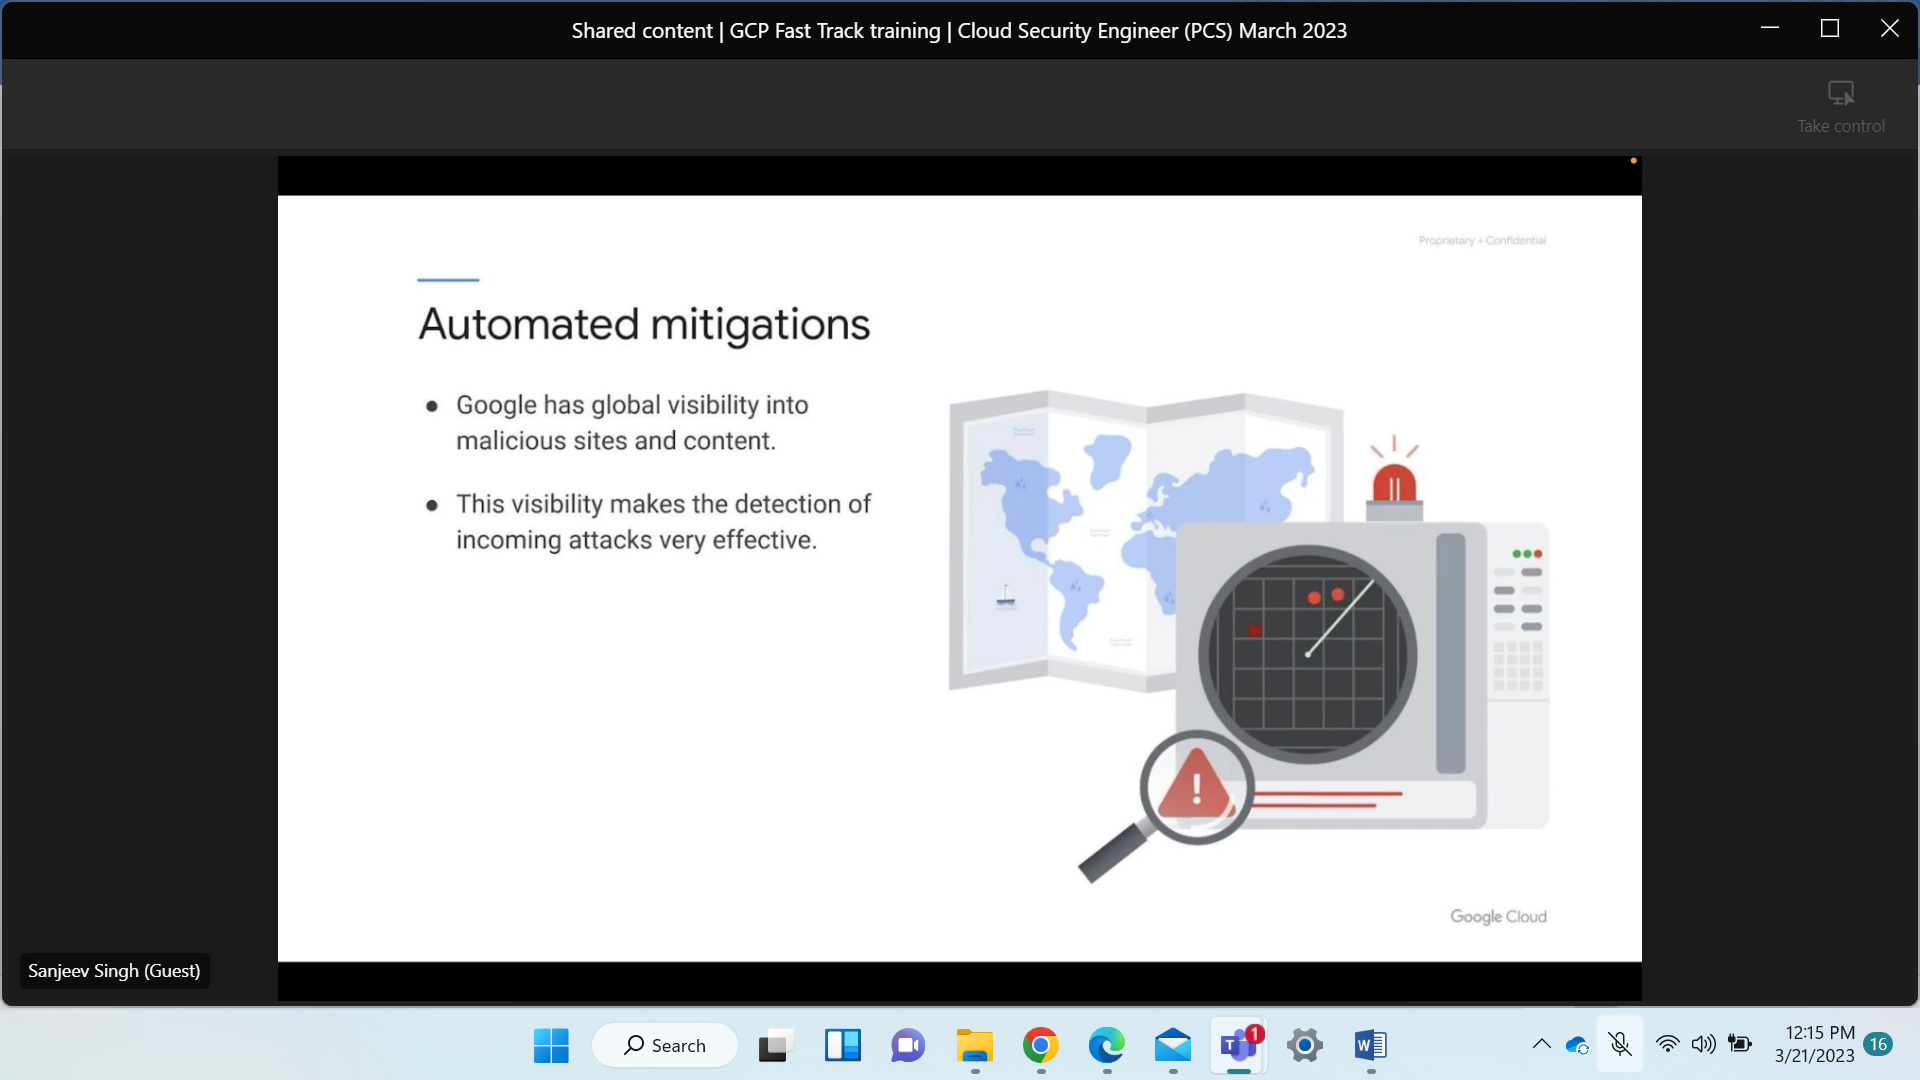 Shared content | GCP Fast Track training | Cloud Security Engineer (PCS) March 2023
Take control
Proprietary + Confidential
Automated mitigations
● Google has global visibility into
malicious sites and content.
● This visibility makes the detection of
incoming attacks very effective.
Google Cloud
Sanjeev Singh (Guest)
Search
1
12:15 PM
3/21/2023
16